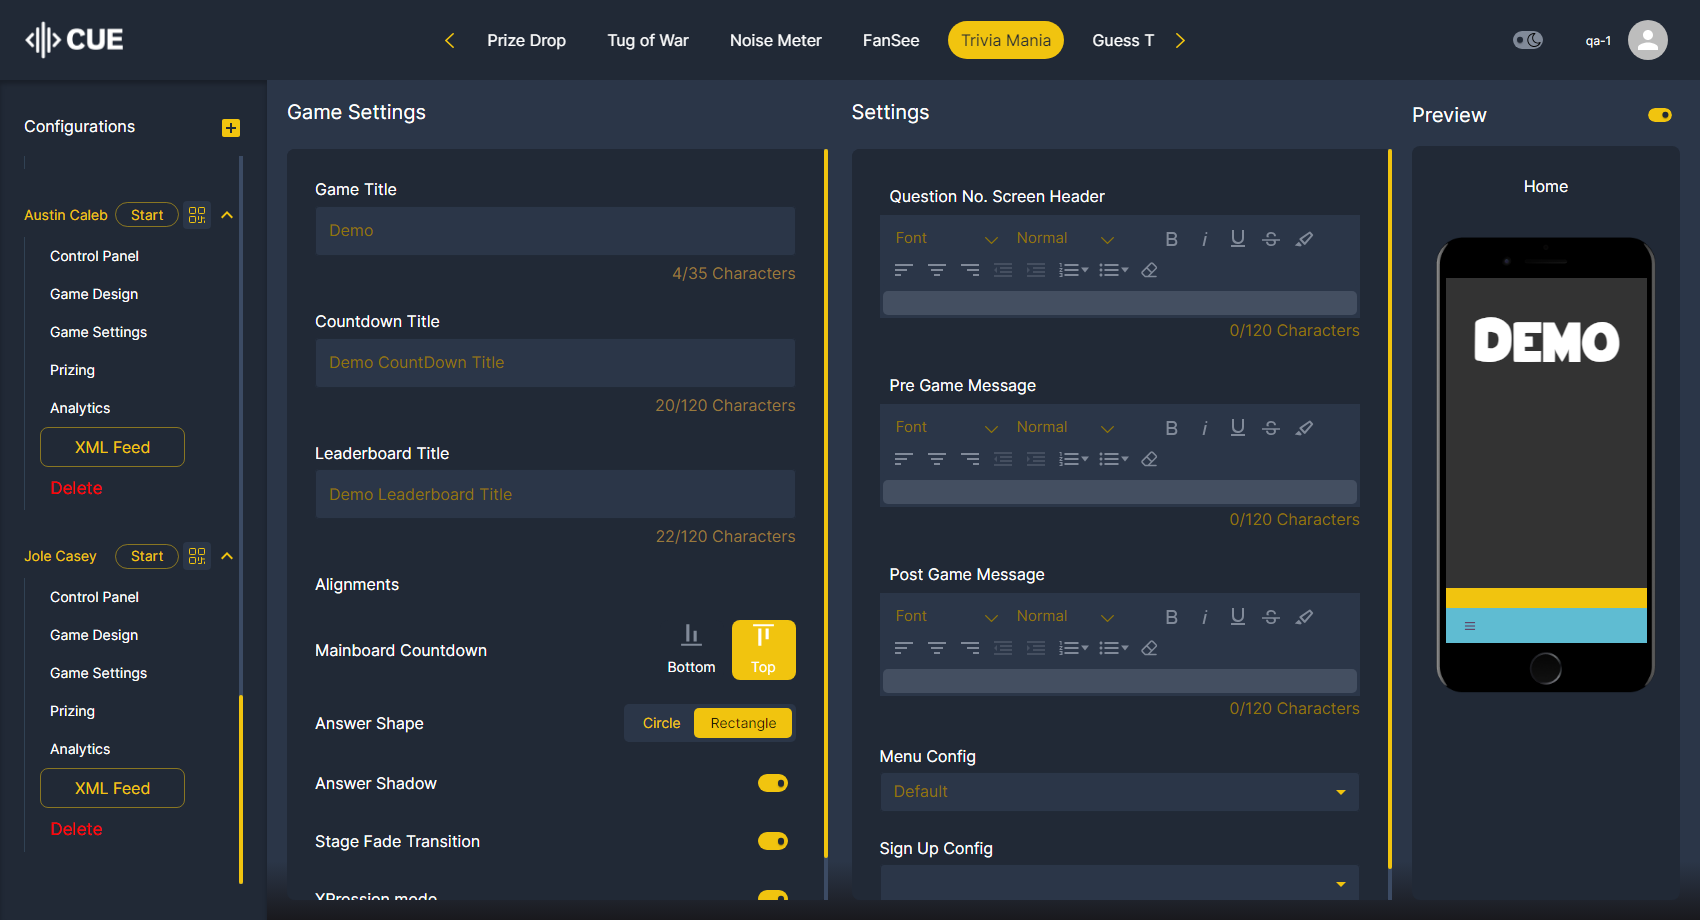 CUE
Prize Drop
Tug of War
Noise Meter
FanSee
Trivia Mania
Guess T
qa-1
Configurations
Austin Caleb
Start
Control Panel
Game Design
Game Settings
Prizing
Analytics
XML Feed
Delete
Jole Casey
Start
Control Panel
Game Design
Game Settings
Prizing
Analytics
XML Feed
Delete
Game Settings
Game Title
Demo
4/35 Characters
Countdown Title
Demo CountDown Title
20/120 Characters
Leaderboard Title
Demo Leaderboard Title
22/120 Characters
Alignments
Mainboard Countdown
Bottom
Top
Answer Shape
Circle
Rectangle
Answer Shadow
Stage Fade Transition
XPression mode
Settings
Question No. Screen Header
Font
Normal
B
i
U
S
0/120 Characters
Pre Game Message
Font
Normal
B
i
U
S
0/120 Characters
Post Game Message
Font
Normal
B
i
U
S
0/120 Characters
Menu Config
Default
Sign Up Config
Preview
Home
DEMO